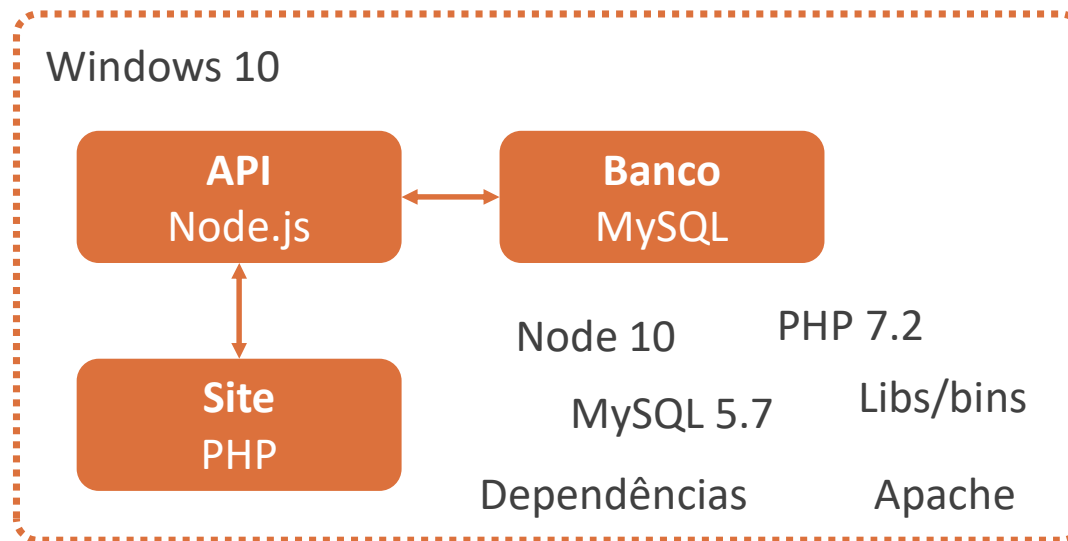 Windows 10
API
Node.js
Banco
MySQL
Site
PHP
Node 10
PHP 7.2
MySQL 5.7
Libs/bins
Dependências
Apache